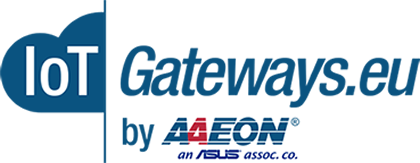 IoT Gateways.eu
by AAEON®
an ASUS assoc. co.